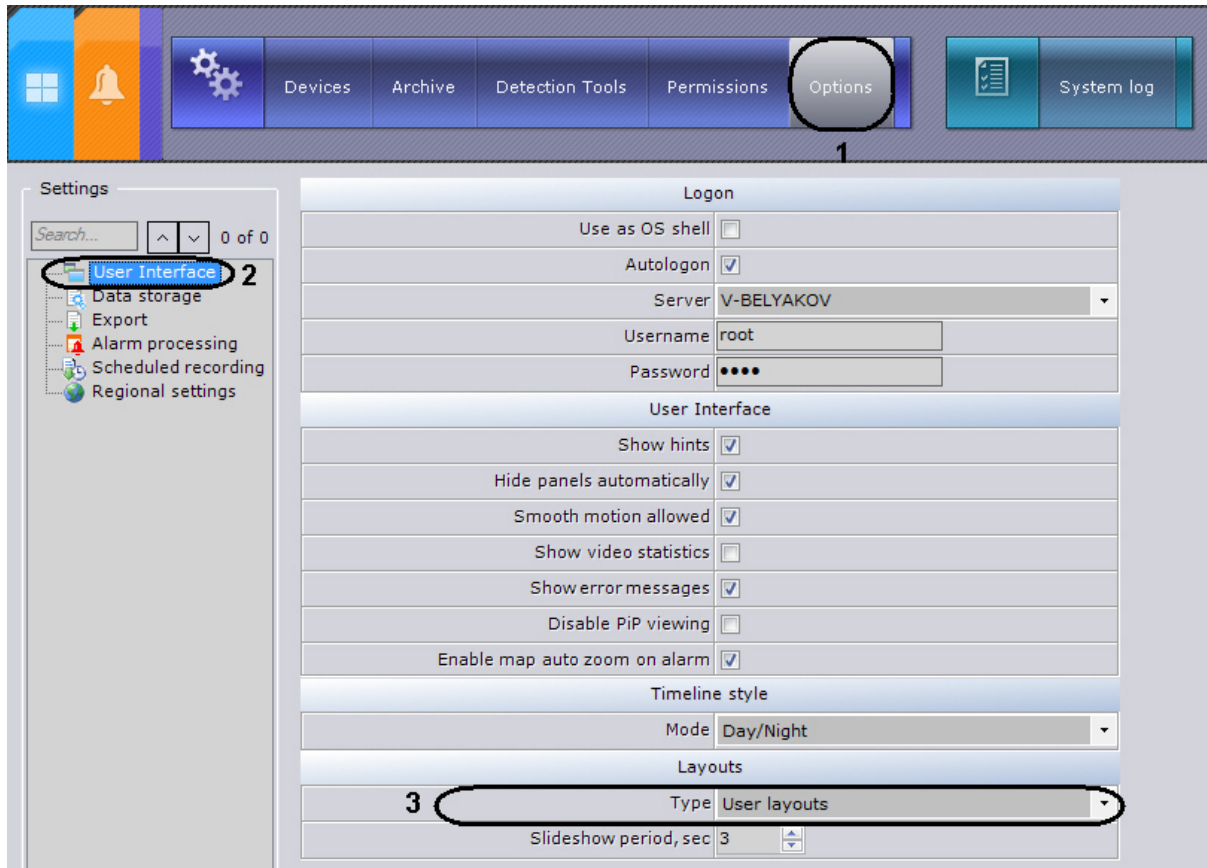 Devices Archive Detection Tools Permissions Options System log
1
Settings
Search... 0 of 0
User Interface 2
Data storage
Export
Alarm processing
Scheduled recording
Regional settings
Logon
Use as OS shell
Autologon
Server V-BELYAKOV
Username root
Password ••••
User Interface
Show hints
Hide panels automatically
Smooth motion allowed
Show video statistics
Show error messages
Disable PiP viewing
Enable map auto zoom on alarm
Timeline style
Mode Day/Night
Layouts
3 Type User layouts
Slideshow period, sec 3